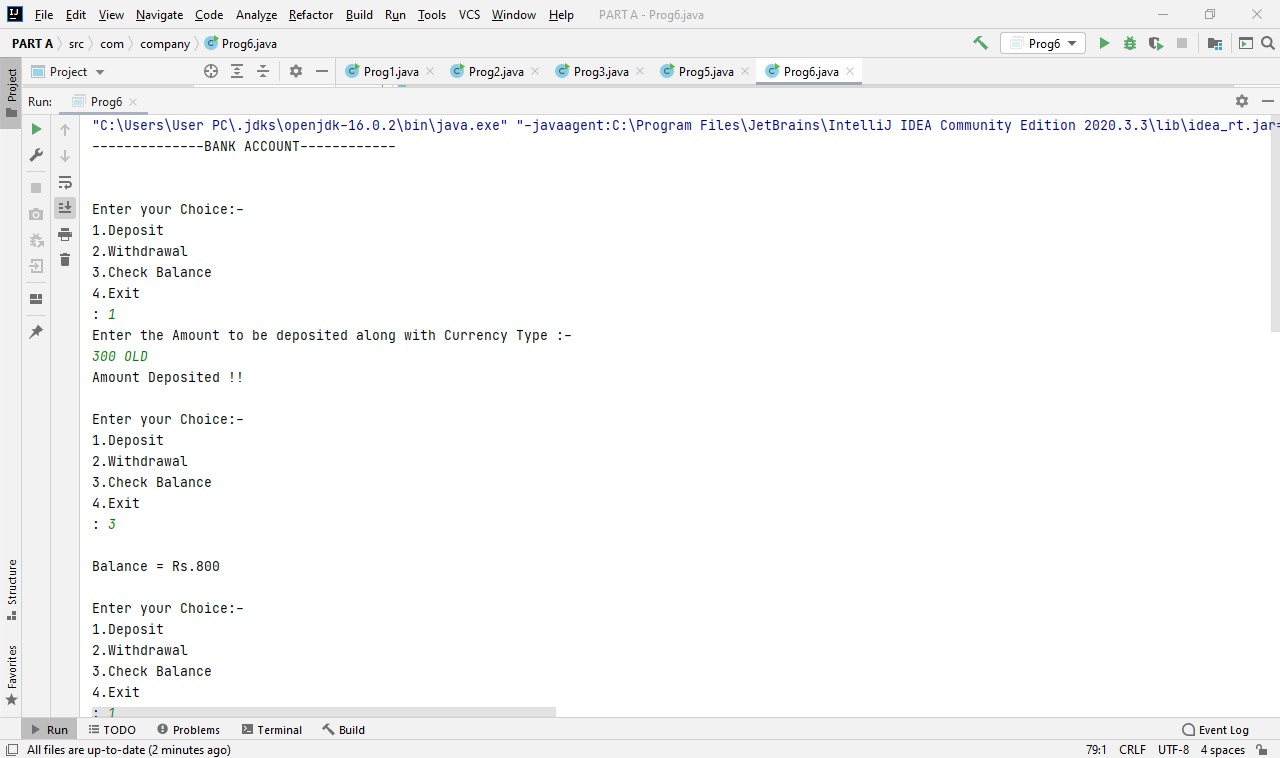 File Edit View Navigate Code Analyze Refactor Build Run Tools VCS Window Help PART A - Prog6.java
PART A src com company Prog6.java Prog6
Project Prog1.java Prog2.java Prog3.java Prog5.java Prog6.java
Project
Run: Prog6
"C:\Users\User PC\.jdks\openjdk-16.0.2\bin\java.exe" "-javaagent:C:\Program Files\JetBrains\IntelliJ IDEA Community Edition 2020.3.3\lib\idea_rt.jar=
--------------BANK ACCOUNT------------
Enter your Choice:-
1.Deposit
2.Withdrawal
3.Check Balance
4.Exit
: 1
Enter the Amount to be deposited along with Currency Type :-
300 OLD
Amount Deposited !!
Enter your Choice:-
1.Deposit
2.Withdrawal
3.Check Balance
4.Exit
: 3
Balance = Rs.800
Enter your Choice:-
1.Deposit
2.Withdrawal
3.Check Balance
4.Exit
: 1
Structure
Favorites
Run TODO Problems Terminal Build Event Log
All files are up-to-date (2 minutes ago) 79:1 CRLF UTF-8 4 spaces